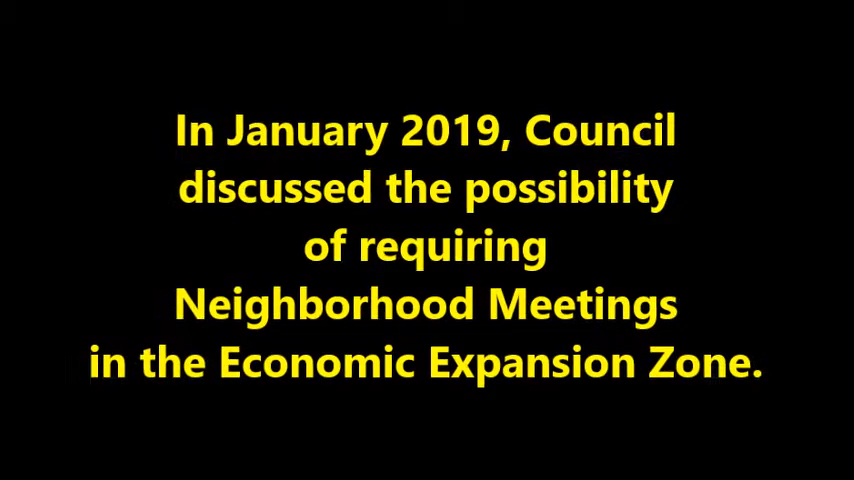 In January 2019, Council
discussed the possibility
of requiring
Neighborhood Meetings
in the Economic Expansion Zone.